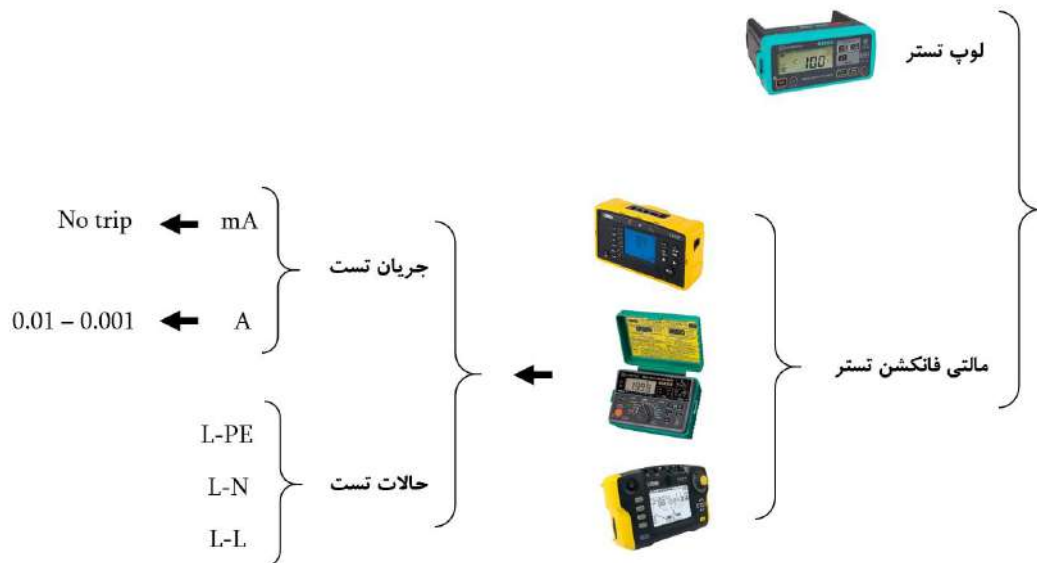 لوپ تستر
مالتی فانکشن تستر
جریان تست
mA
No trip
A
0.01 – 0.001
حالات تست
L-PE
L-N
L-L